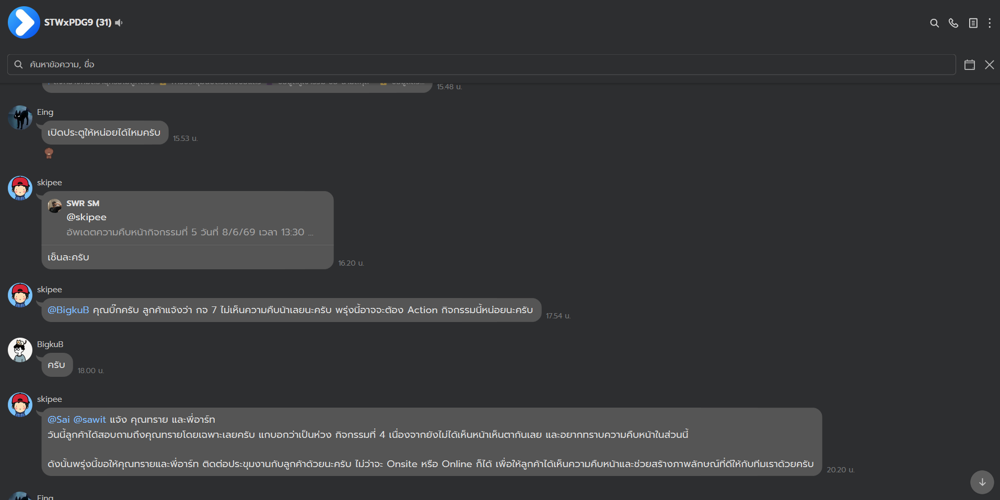 STWxPDG9 (31)
ค้นหาข้อความ, ชื่อ
15.48 น.
Eing
เปิดประตูให้หน่อยได้ไหมครับ
15.53 น.
skipee
SWR SM
@skipee
อัพเดตความคืบหน้ากิจกรรมที่ 5 วันที่ 8/6/69 เวลา 13:30 ...
เซ็นละครับ
16.20 น.
skipee
@BigkuB คุณบิ๊กครับ ลูกค้าแจ้งว่า กจ 7 ไม่เห็นความคืบน้าเลยนะครับ พรุ่งนี้อาจจะต้อง Action กิจกรรมนี้หน่อยนะครับ
17.54 น.
BigkuB
ครับ
18.00 น.
skipee
@Sai @sawit แจ้ง คุณทราย และพี่อาร์ท
วันนี้ลูกค้าได้สอบถามถึงคุณทรายโดยเฉพาะเลยครับ แกบอกว่าเป็นห่วง กิจกรรมที่ 4 เนื่องจากยังไม่ได้เห็นหน้าเห็นตากันเลย และอยากทราบความคืบหน้าในส่วนนี้
ดังนั้นพรุ่งนี้ขอให้คุณทรายและพี่อาร์ท ติดต่อประชุมงานกับลูกค้าด้วยนะครับ ไม่ว่าจะ Onsite หรือ Online ก็ได้ เพื่อให้ลูกค้าได้เห็นความคืบหน้าและช่วยสร้างภาพลักษณ์ที่ดีให้กับทีมเราด้วยครับ
20.20 น.
Eing